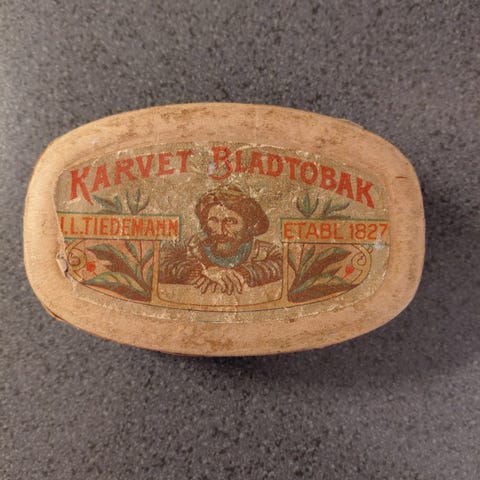 KARVET BLADTOBAK
J.L.TIEDEMANN ETABL 1827